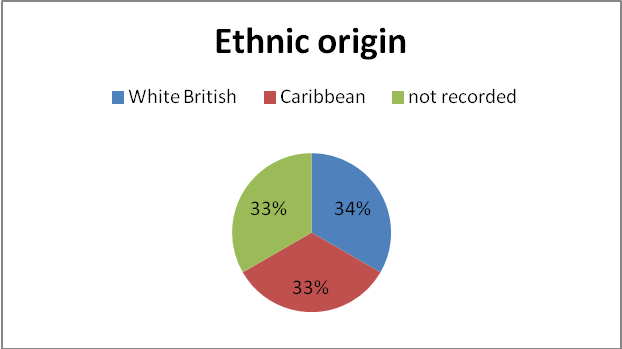 Ethnic origin
White British Caribbean not recorded
33% 34%
33%